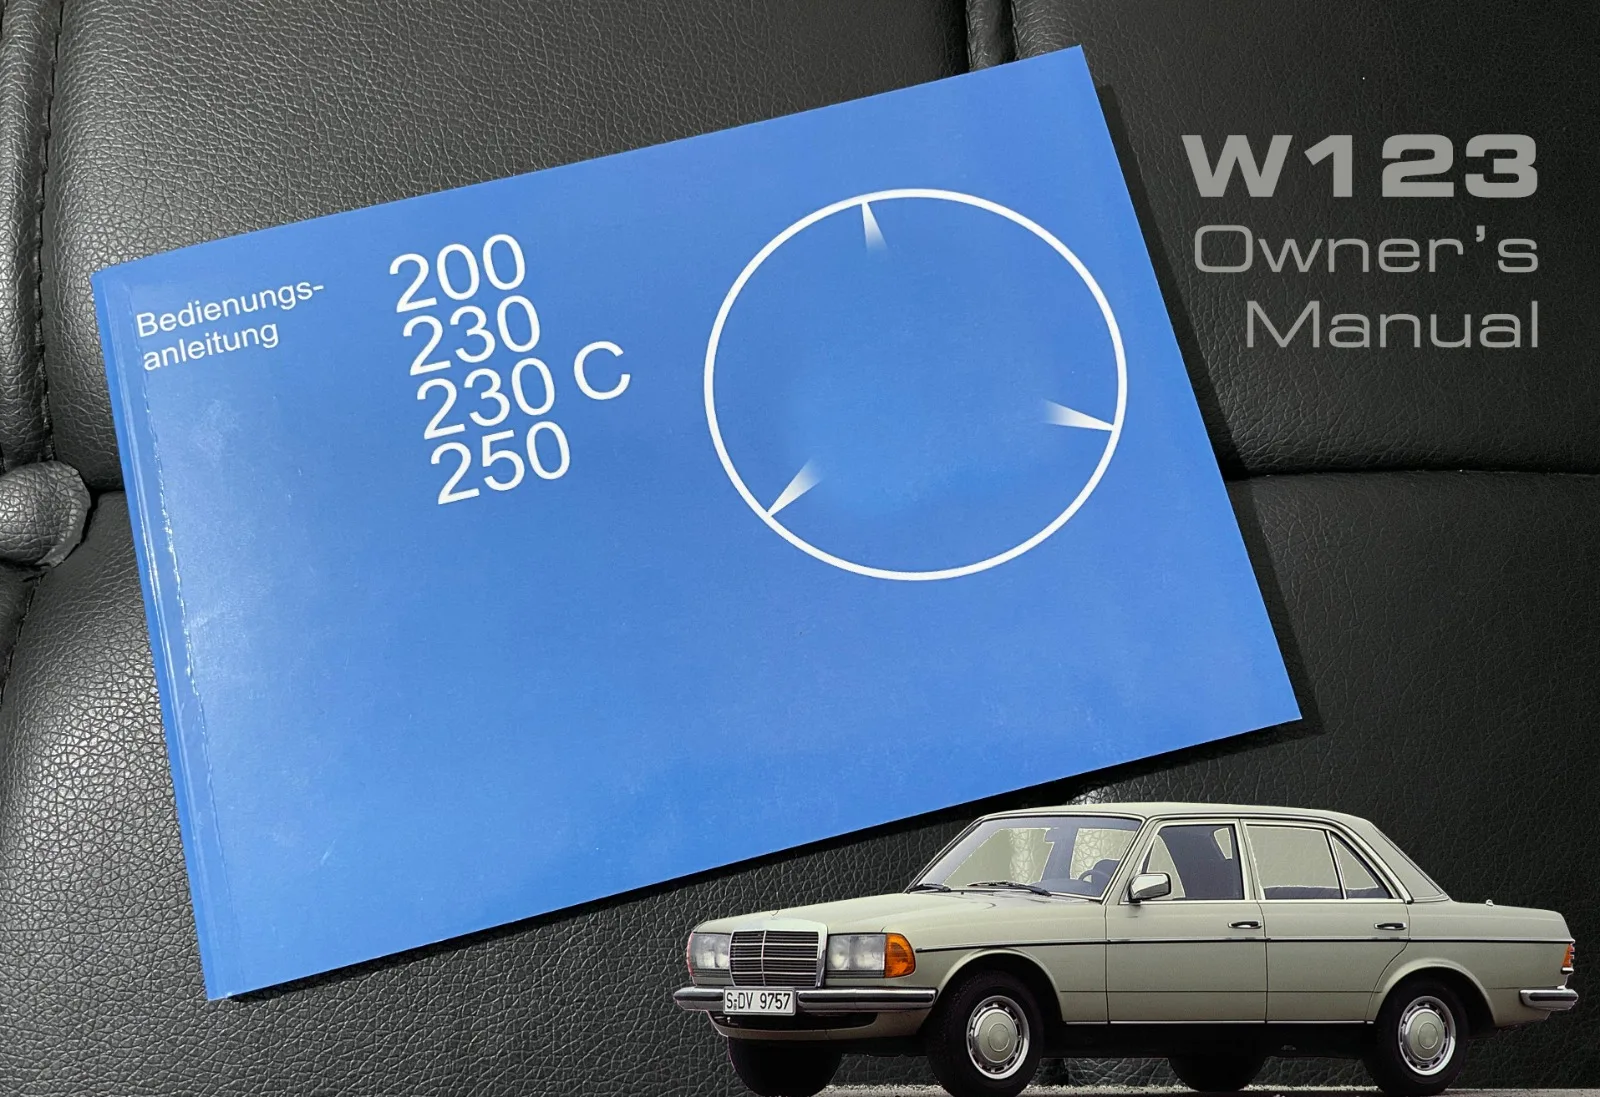 Bedienungs-
anleitung
200
230
230 C
250
W123
Owner's
Manual
S-DV 9757